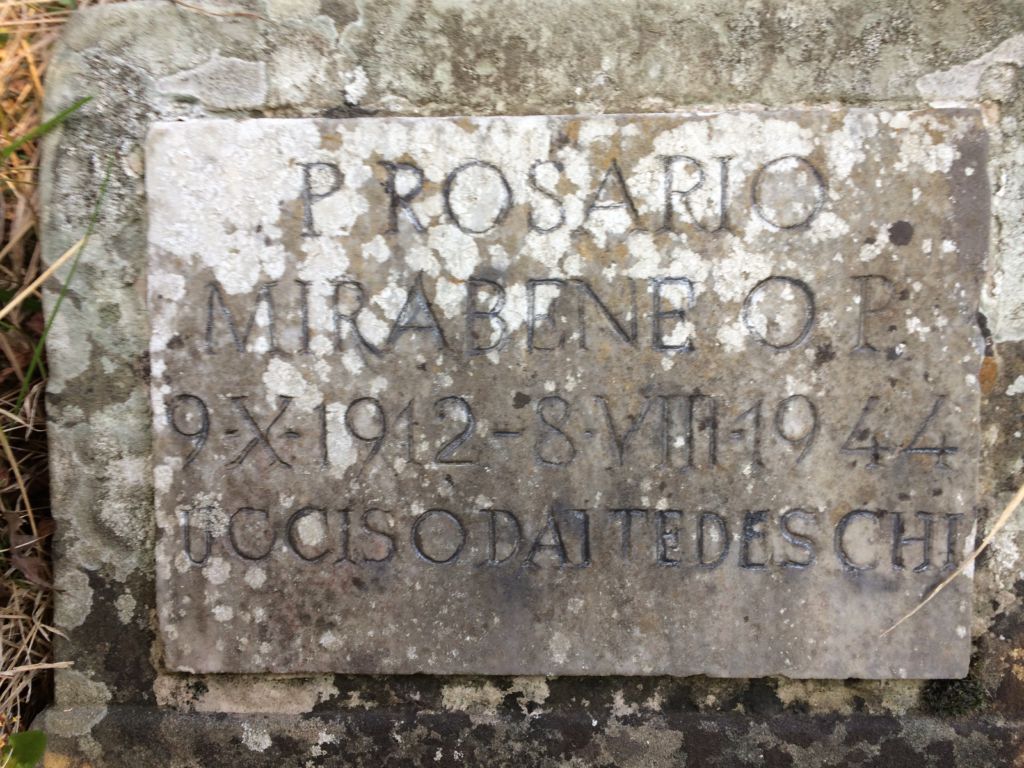 P ROSARIO
MIRABENE O.P.
9-X-1912-8-VIII-1944
UCCISO DAI TEDESCHI